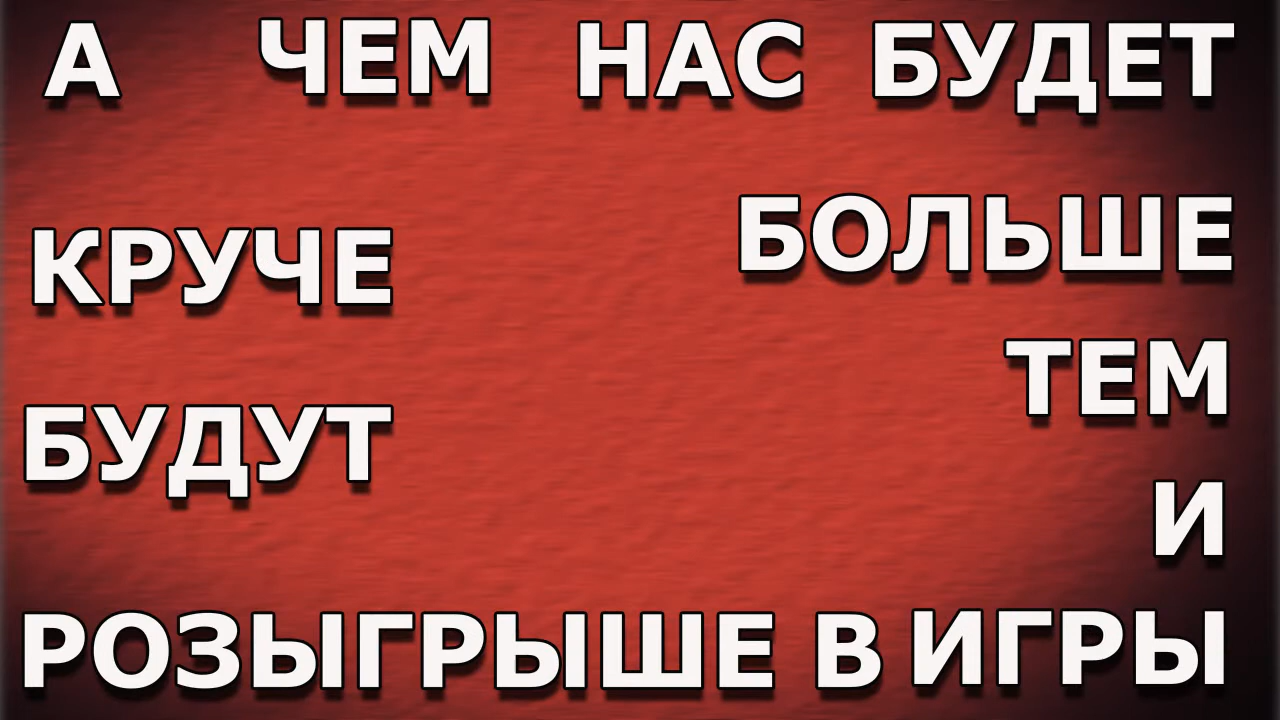 А ЧЕМ НАС БУДЕТ
БОЛЬШЕ
ТЕМ
И
ИГРЫ
В
РОЗЫГРЫШЕ
БУДУТ
КРУЧЕ